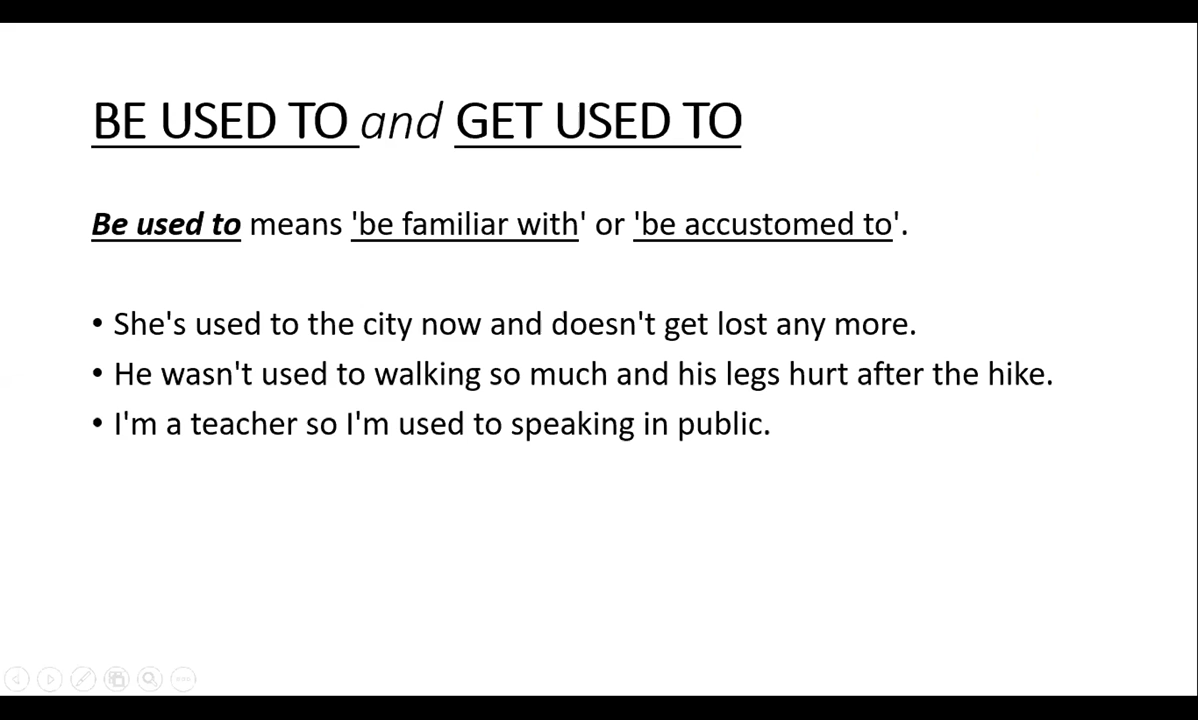 BE USED TO and GET USED TO
Be used to means 'be familiar with' or 'be accustomed to'.
• She's used to the city now and doesn't get lost any more.
• He wasn't used to walking so much and his legs hurt after the hike.
• I'm a teacher so I'm used to speaking in public.